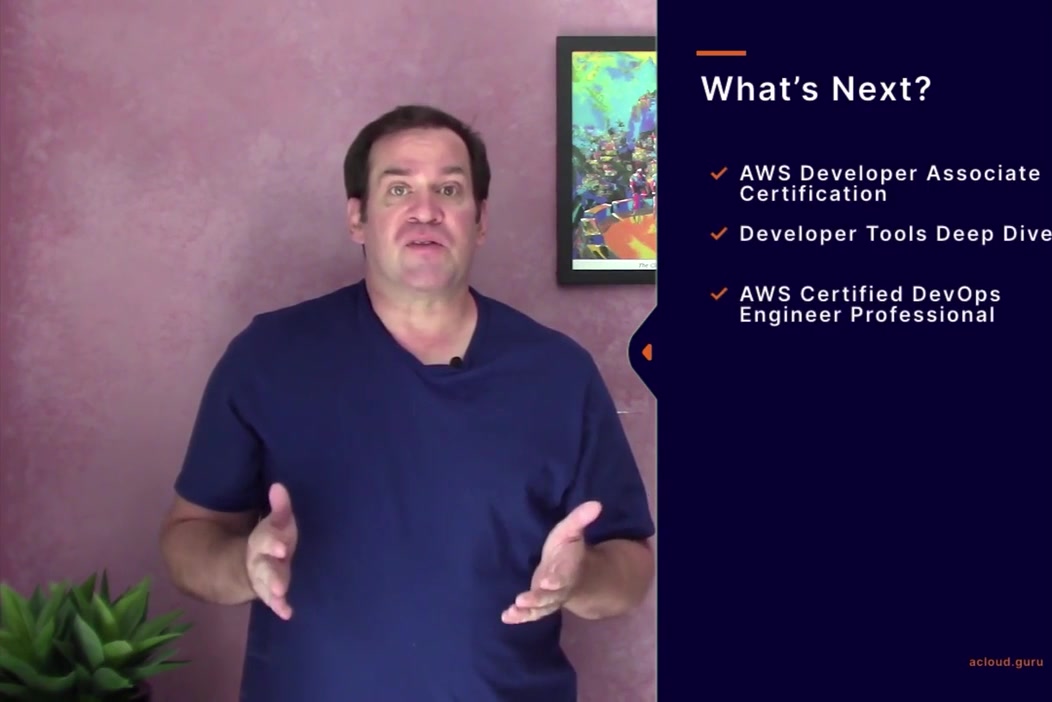 What’s Next?
AWS Developer Associate
Certification
Developer Tools Deep Dive
AWS Certified DevOps
Engineer Professional
acloud.guru